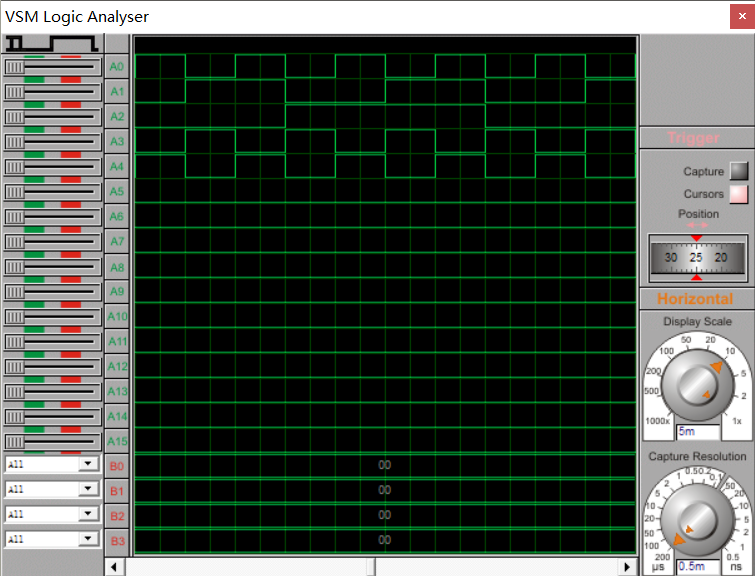 VSM Logic Analyser
A0
A1
A2
A3
A4
A5
A6
A7
A8
A9
A10
A11
A12
A13
A14
A15
All B0 00
All B1 00
All B2 00
All B3 00
Trigger
Capture
Cursors
Position
30 25 20
Horizontal
Display Scale
50 20
100 10
200 5
500 2
1000x 1x
5m
Capture Resolution
1 0.5 0.2 0.1
2 50
5 20
10 10
20 5
50 2
100 1
200 0.5
µs ns
0.5m